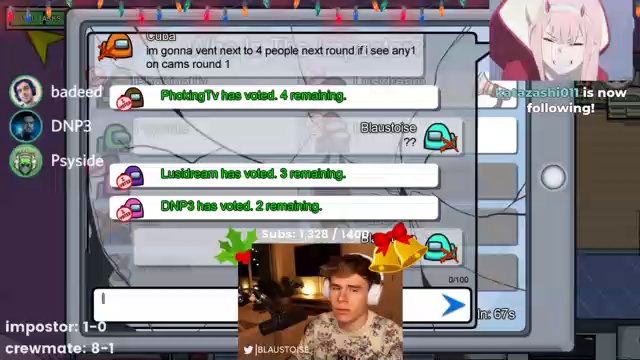 Cuba
im gonna vent next to 4 people next round if i see any1
on cams round 1
PhokingTv has voted. 4 remaining.
Blaustoise
??
Lusidream has voted. 3 remaining.
DNP3 has voted. 2 remaining.
badeed
DNP3
Psyside
katazashi011 is now
following!
Subs: 1,328 / 1400
0/100
In: 67s
impostor: 1-0
crewmate: 8-1
BLAUSTOISE